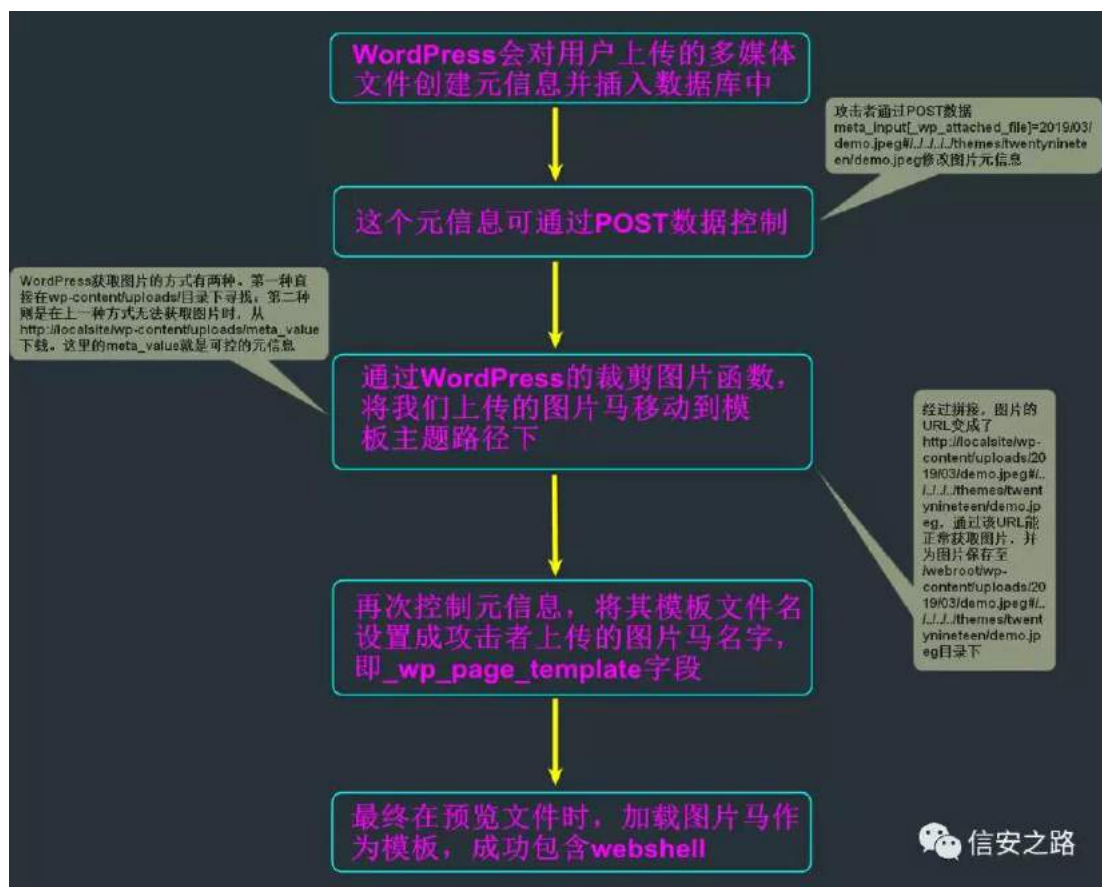 WordPress会对用户上传的多媒体
文件创建元信息并插入数据库中
攻击者通过POST数据
meta_input[_wp_attached_file]=2019/03/
demo.jpeg#/../../../../themes/twentyninete
en/demo.jpeg修改图片元信息
这个元信息可通过POST数据控制
WordPress获取图片的方式有两种。第一种直
接在wp-content/uploads/目录下寻找；第二种
则是在上一种方式无法获取图片时，从
http://localsite/wp-content/uploads/meta_value
下载。这里的meta_value就是可控的元信息
通过WordPress的裁剪图片函数，
将我们上传的图片马移动到模
板主题路径下
经过拼接，图片的
URL变成了
http://localsite/wp-
content/uploads/20
19/03/demo.jpeg#/..
/../../../themes/twent
ynineteen/demo.jp
eg，通过该URL能
正常获取图片，并
为图片保存至
/webroot/wp-
content/uploads/20
19/03/demo.jpeg#/..
/../../../themes/twent
ynineteen/demo.jp
eg目录下
再次控制元信息，将其模板文件名
设置成攻击者上传的图片马名字，
即_wp_page_template字段
最终在预览文件时，加载图片马作
为模板，成功包含webshell
信安之路